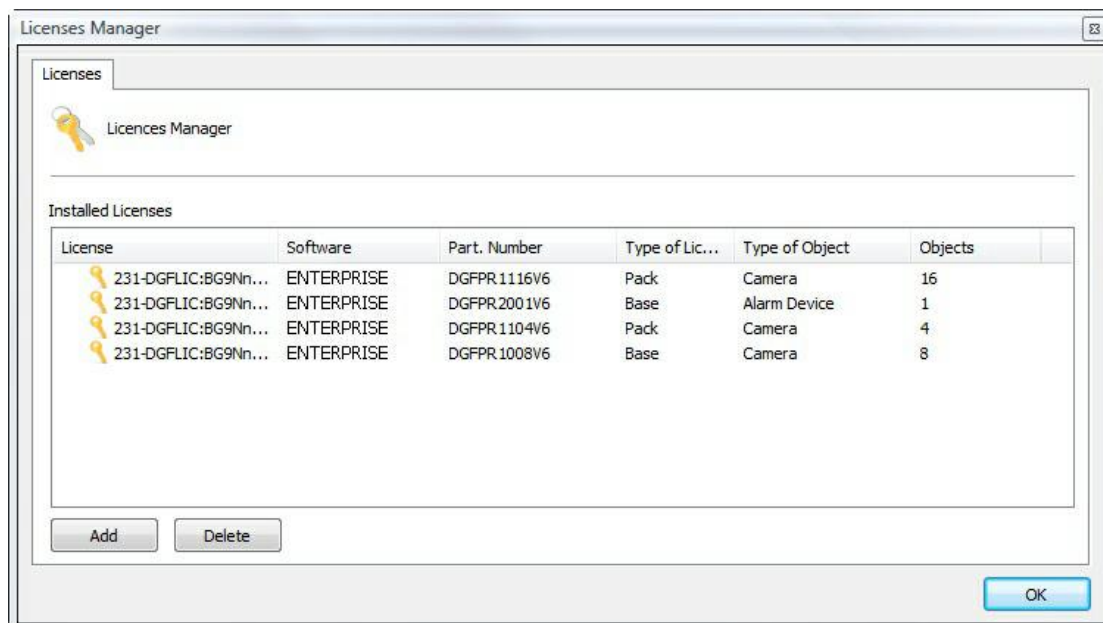 Licenses Manager
Licenses
Licences Manager
Installed Licenses
License Software Part. Number Type of Lic... Type of Object Objects
231-DGFLIC:BG9Nn... ENTERPRISE DGFPR1116V6 Pack Camera 16
231-DGFLIC:BG9Nn... ENTERPRISE DGFPR2001V6 Base Alarm Device 1
231-DGFLIC:BG9Nn... ENTERPRISE DGFPR1104V6 Pack Camera 4
231-DGFLIC:BG9Nn... ENTERPRISE DGFPR1008V6 Base Camera 8
Add Delete
OK